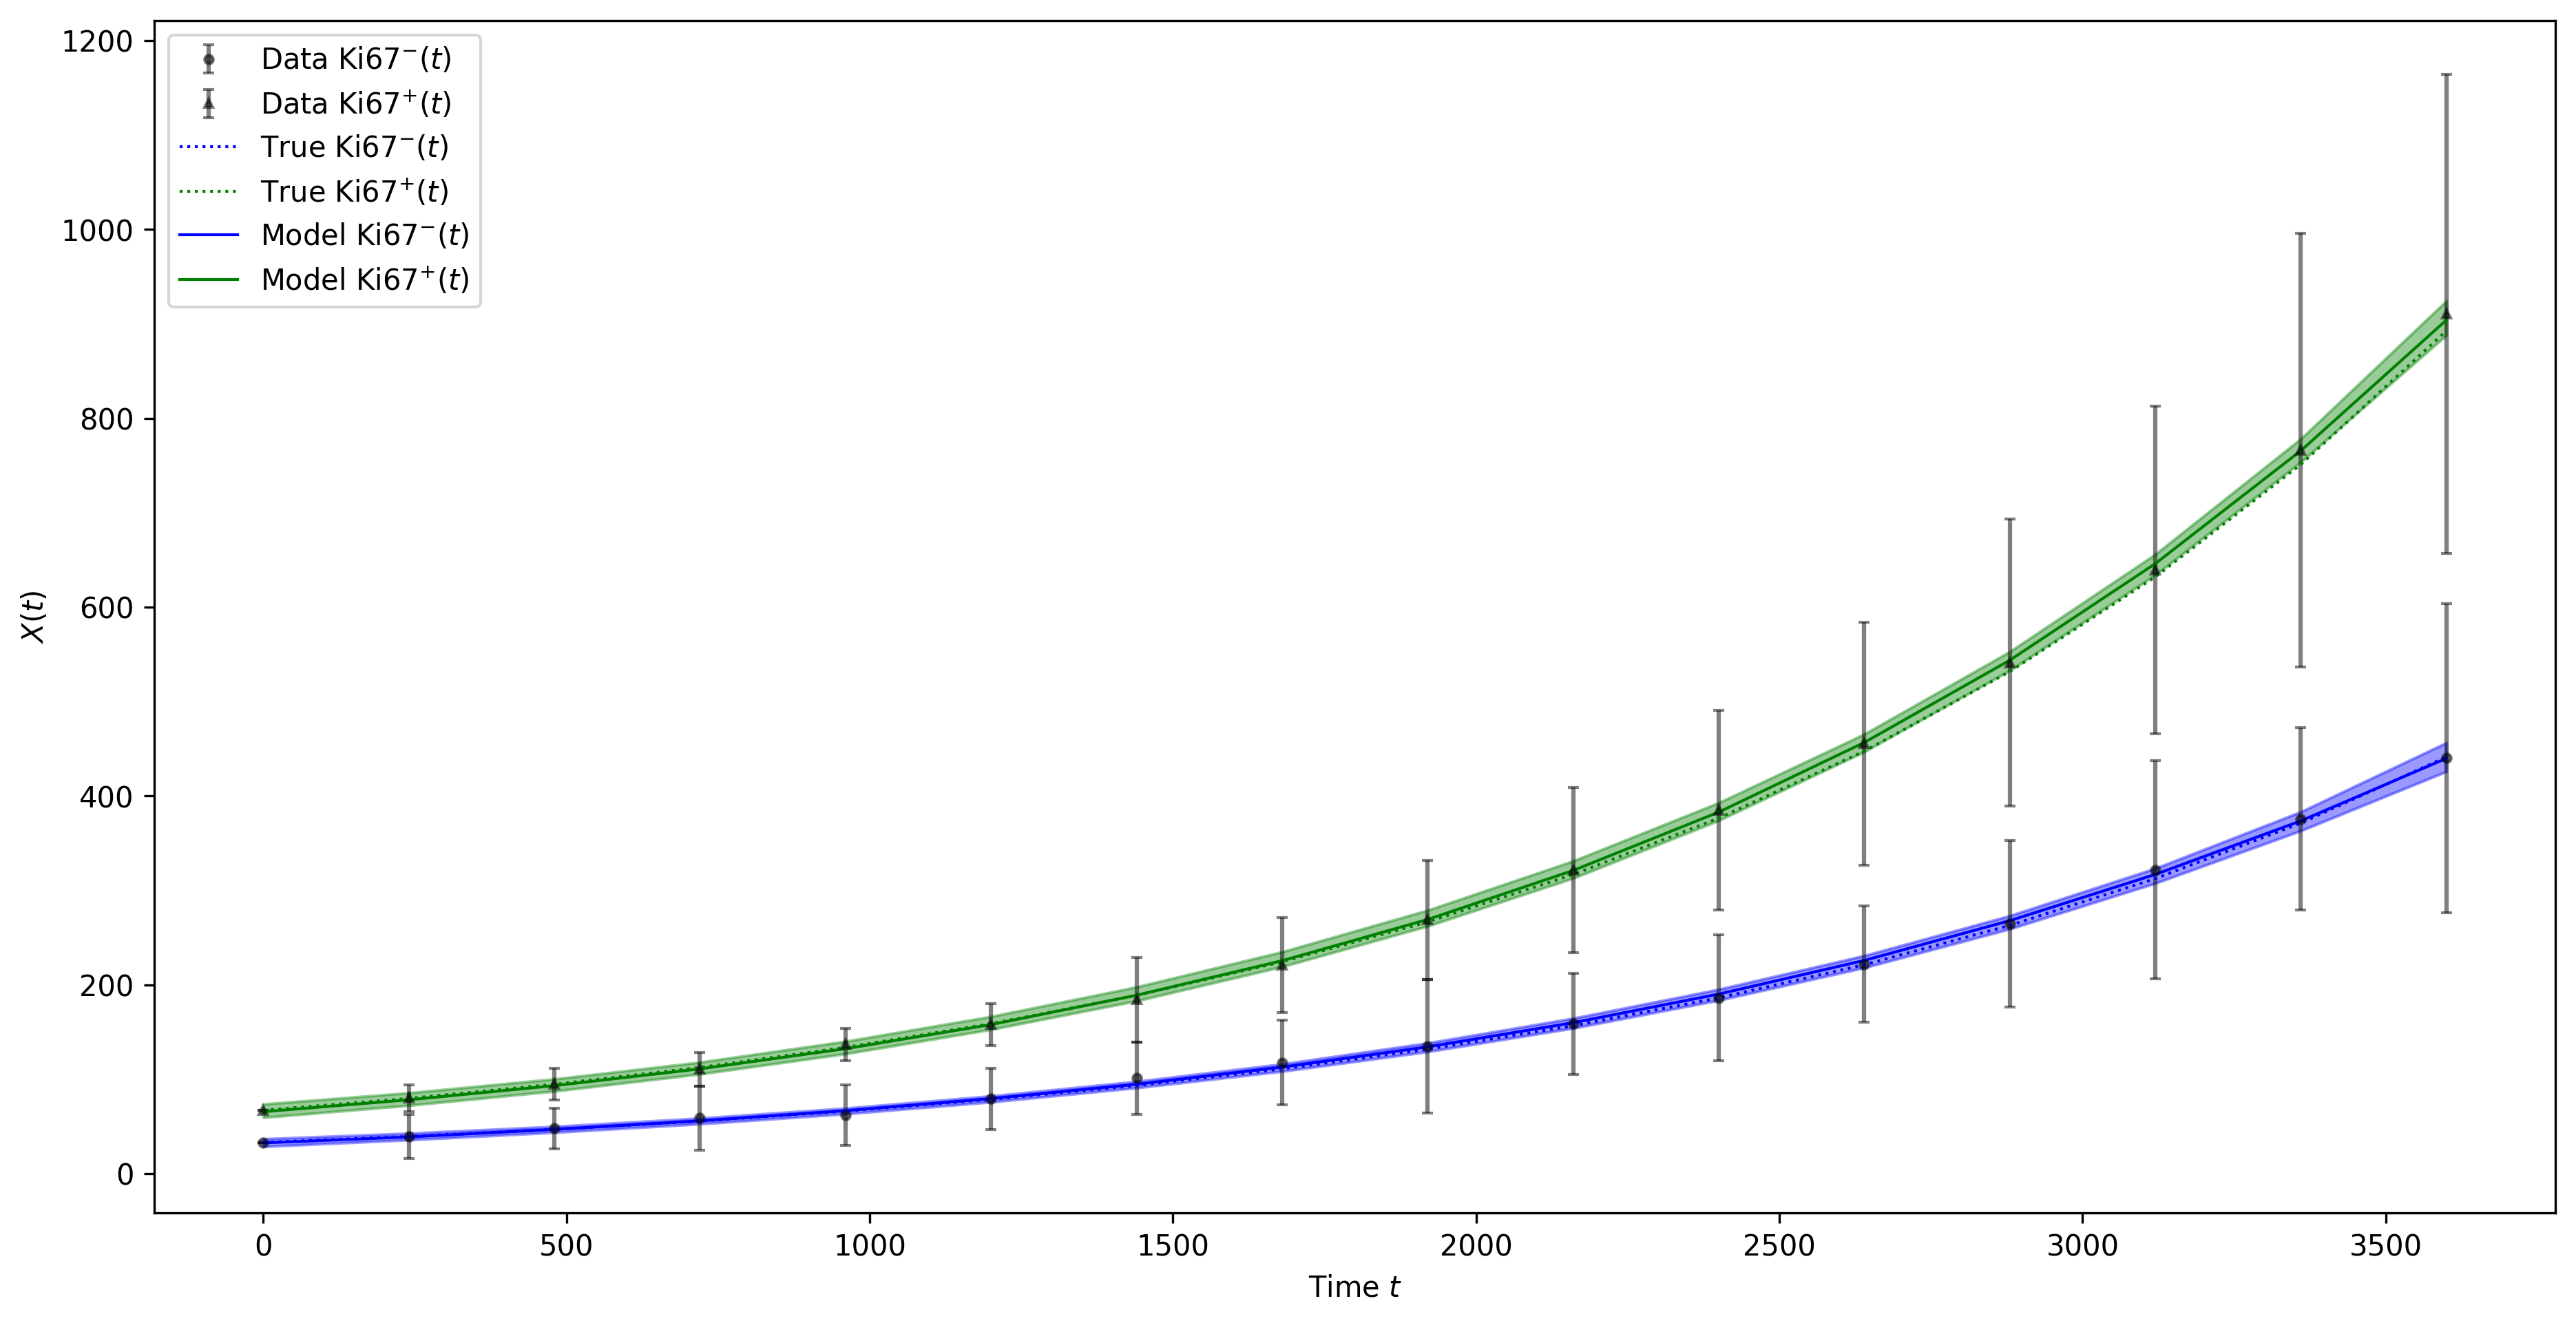 1200
1000
800
600
400
200
0
X(t)
Data Ki67⁻(t)
Data Ki67⁺(t)
True Ki67⁻(t)
True Ki67⁺(t)
Model Ki67⁻(t)
Model Ki67⁺(t)
0 500 1000 1500 2000 2500 3000 3500
Time t